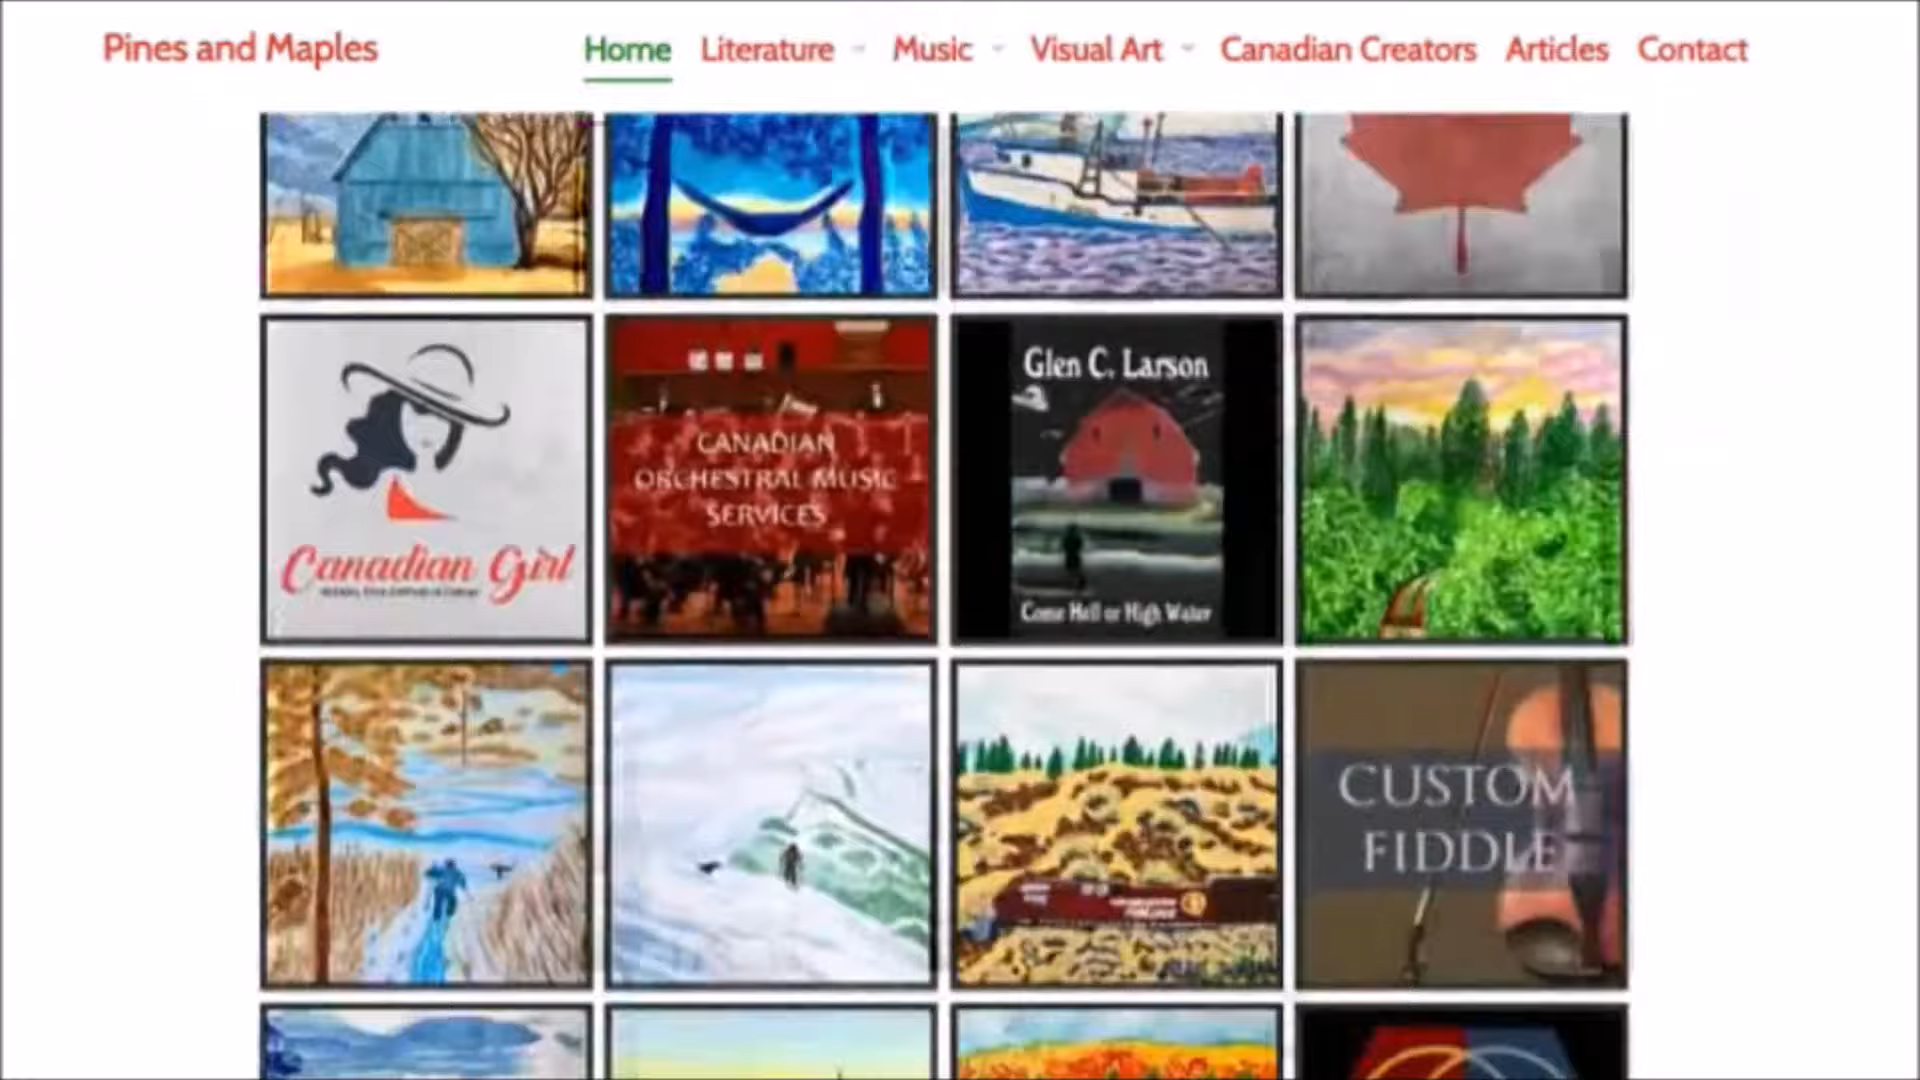 Pines and Maples
Home Literature Music Visual Art Canadian Creators Articles Contact
Canadian Girl
CANADIAN
ORCHESTRAL MUSIC
SERVICES
Glen C. Larson
Come Hell or High Water
CUSTOM
FIDDLE